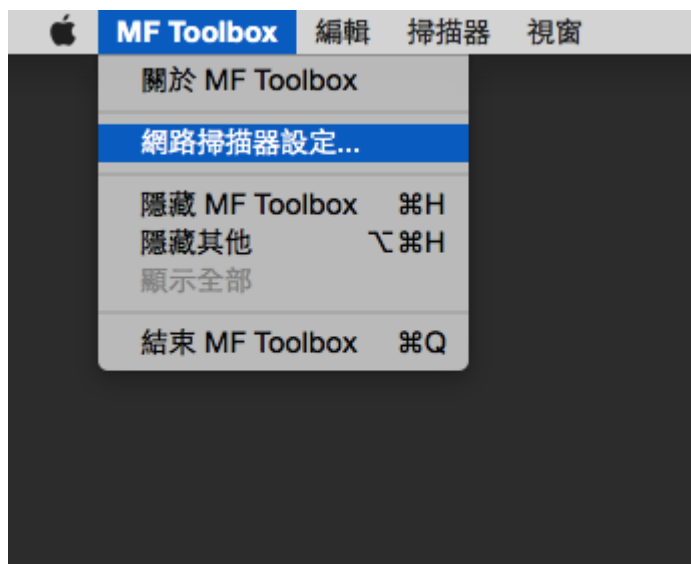 MF Toolbox 編輯 掃描器 視窗
關於 MF Toolbox
網路掃描器設定...
隱藏 MF Toolbox ⌘H
隱藏其他 ⌥⌘H
顯示全部
結束 MF Toolbox ⌘Q